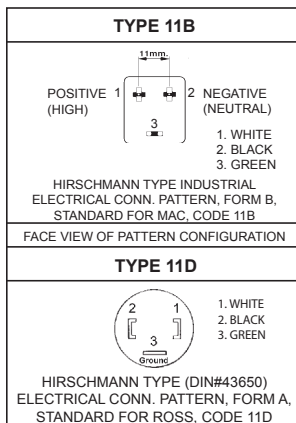 TYPE 11B
11mm.
POSITIVE 1 2 NEGATIVE
(HIGH) (NEUTRAL)
3
1. WHITE
2. BLACK
3. GREEN
HIRSCHMANN TYPE INDUSTRIAL
ELECTRICAL CONN. PATTERN, FORM B,
STANDARD FOR MAC, CODE 11B
FACE VIEW OF PATTERN CONFIGURATION
TYPE 11D
2 1
3
Ground
1. WHITE
2. BLACK
3. GREEN
HIRSCHMANN TYPE (DIN#43650)
ELECTRICAL CONN. PATTERN, FORM A,
STANDARD FOR ROSS, CODE 11D